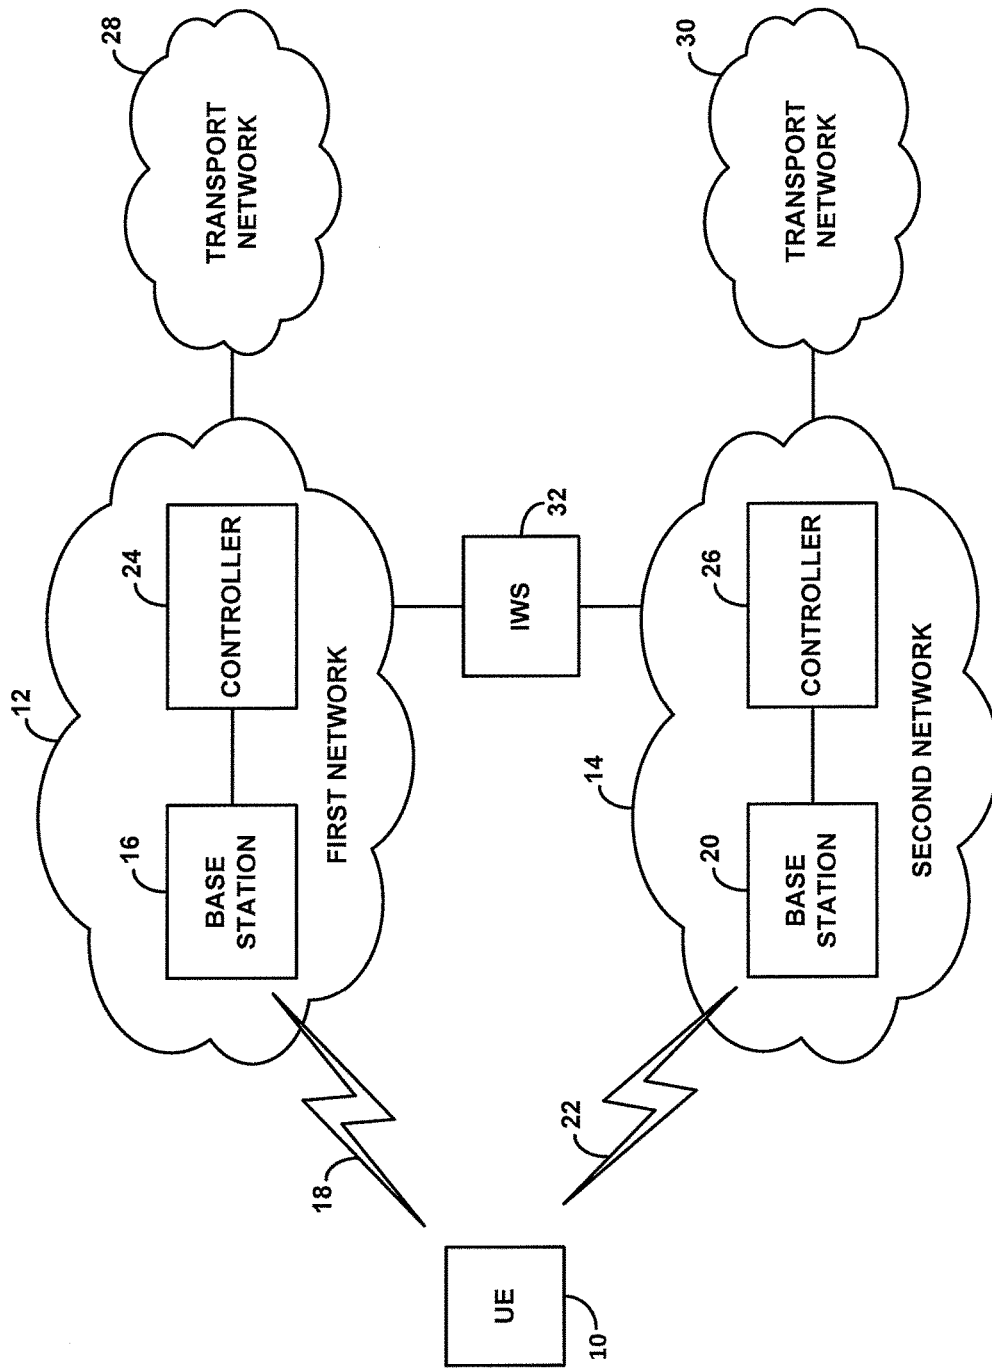 12
28
24
16
BASE
STATION
CONTROLLER
TRANSPORT
NETWORK
FIRST NETWORK
18
UE
10
IWS
32
22
14
30
26
20
BASE
STATION
CONTROLLER
TRANSPORT
NETWORK
SECOND NETWORK